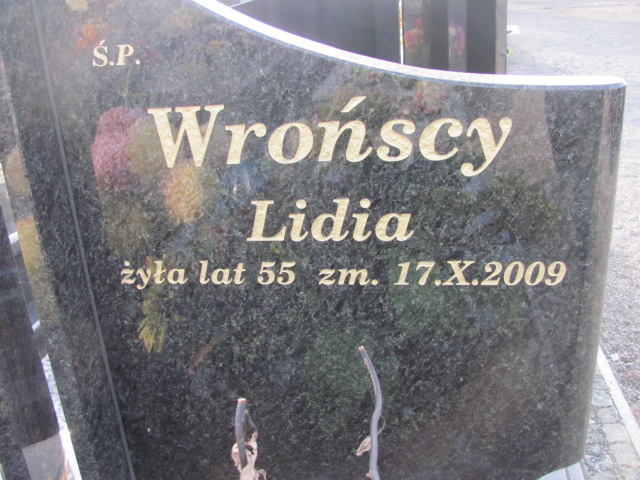 Ś.P.
Wrońscy
Lidia
żyła lat 55 zm. 17.X.2009